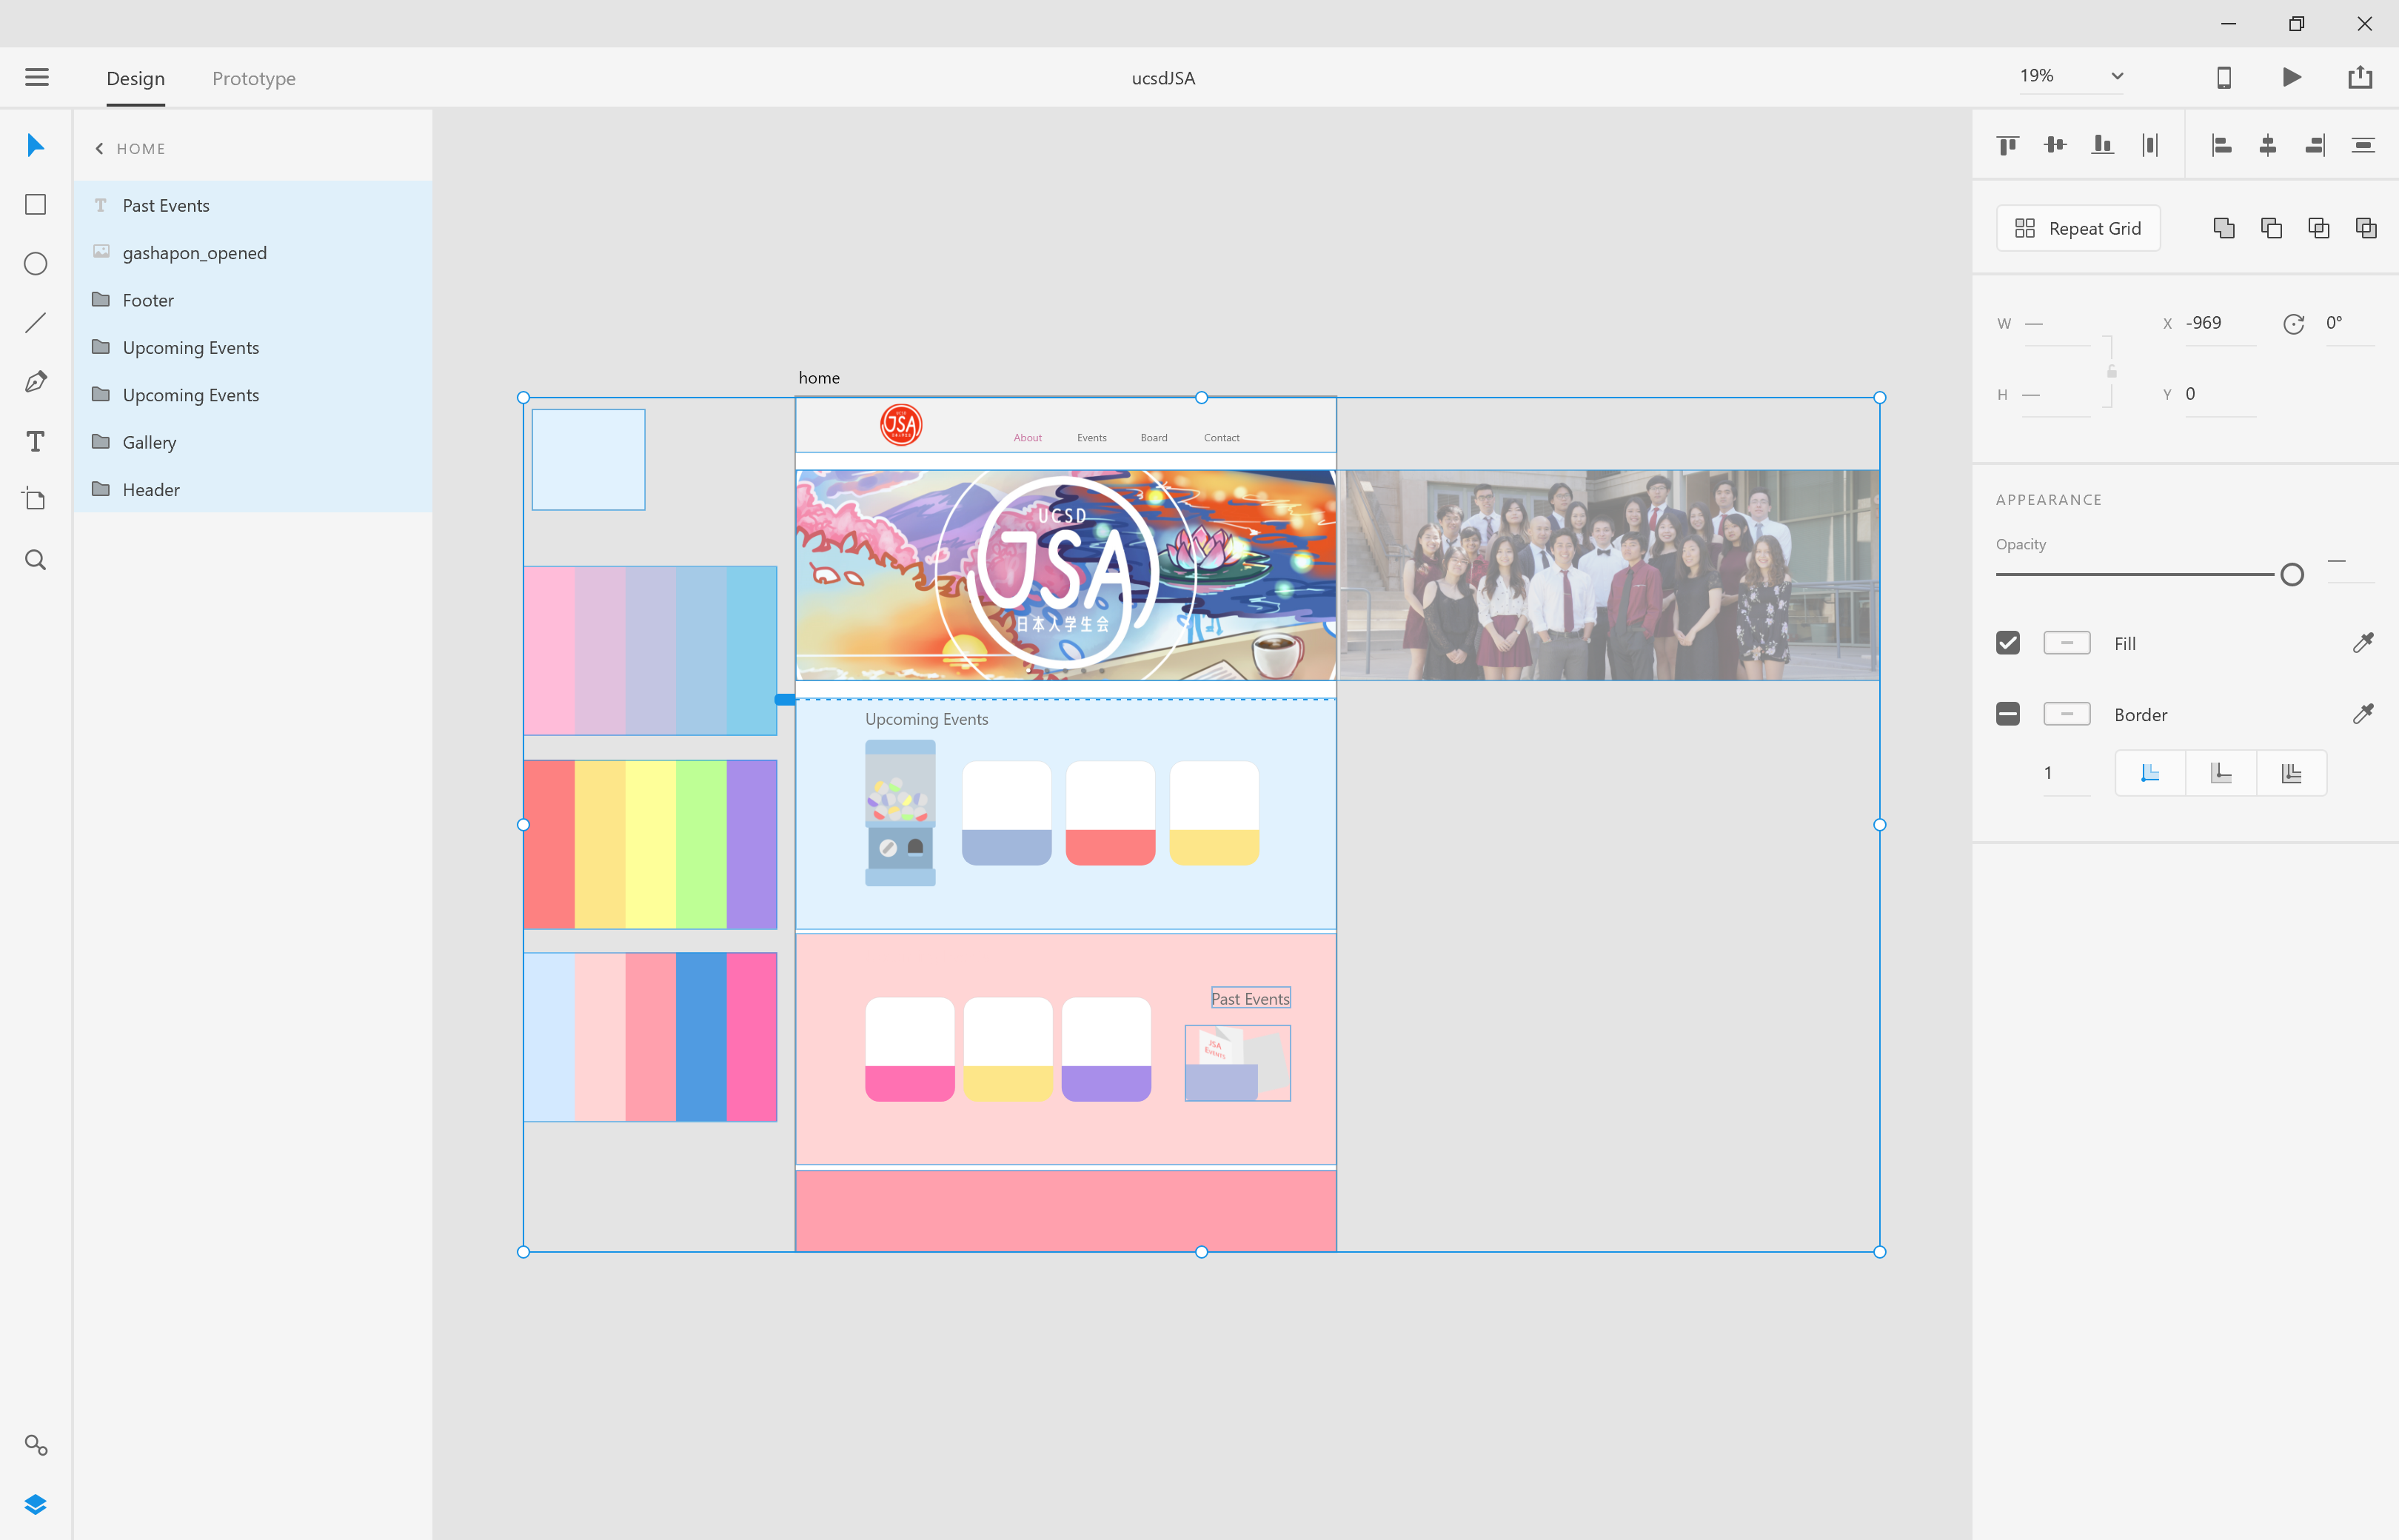 Design
Prototype
ucsdJSA
19%
HOME
Past Events
gashapon_opened
Footer
Upcoming Events
Upcoming Events
Gallery
Header
home
JSA
About
Events
Board
Contact
UCSD
JSA
日本人学生会
Upcoming Events
Past Events
JSA
EVENTS
Repeat Grid
W —
X -969
0°
H —
Y 0
APPEARANCE
Opacity
—
Fill
Border
1